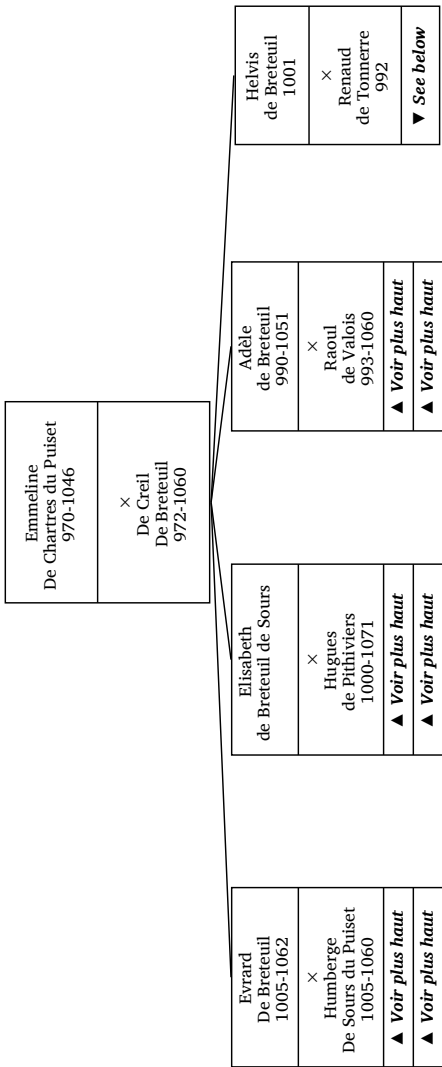 Emmeline
De Chartres du Puiset
970-1046
×
De Creil
De Breteuil
972-1060
Evrard
De Breteuil
1005-1062
×
Humberge
De Sours du Puiset
1005-1060
▲ Voir plus haut
▲ Voir plus haut
Elisabeth
de Breteuil de Sours
×
Hugues
de Pithiviers
1000-1071
▲ Voir plus haut
▲ Voir plus haut
Adèle
de Breteuil
990-1051
×
Raoul
de Valois
993-1060
▲ Voir plus haut
▲ Voir plus haut
Helvis
de Breteuil
1001
×
Renaud
de Tonnerre
992
▼ See below